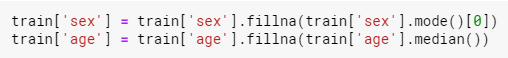 train['sex'] = train['sex'].fillna(train['sex'].mode()[0])
train['age'] = train['age'].fillna(train['age'].median())